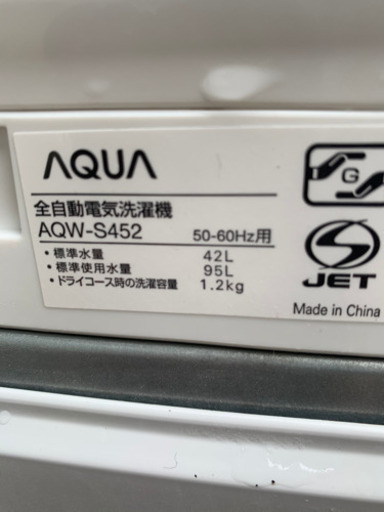 AQUA
全自動電気洗濯機
AQW-S452 50-60Hz用
・標準水量 42L
・標準使用水量 95L
・ドライコース時の洗濯容量 1.2kg
G
S
JET
Made in China